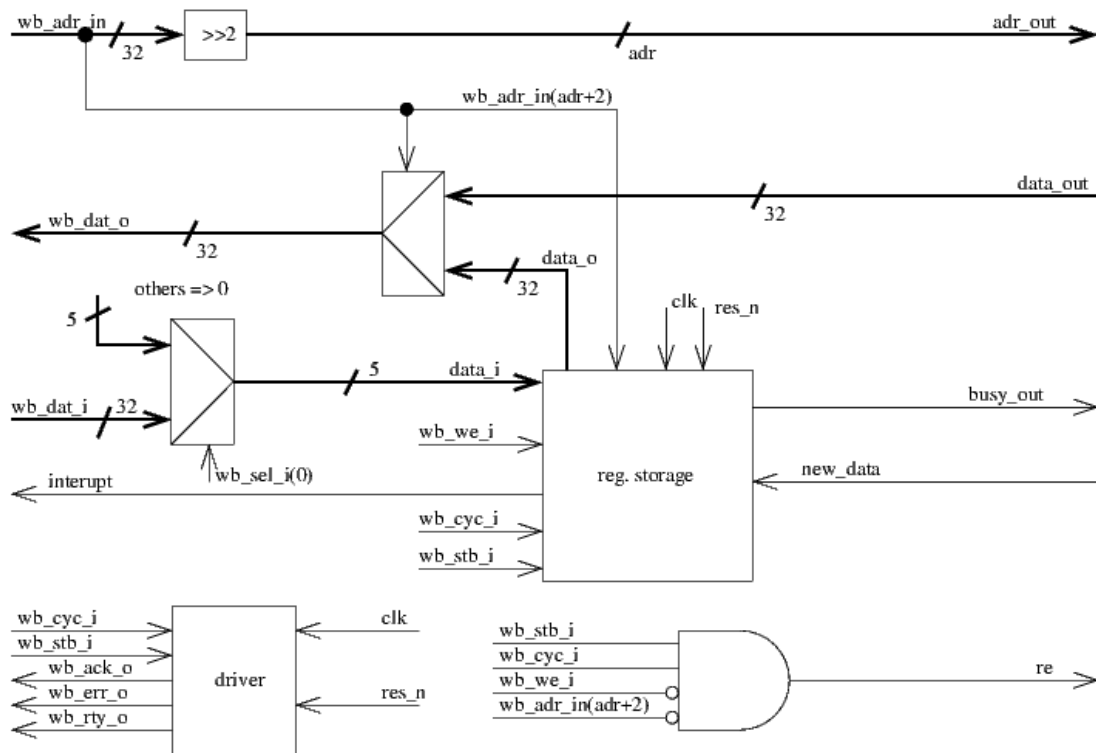 wb_adr_in
32
>>2
adr
adr_out
wb_adr_in(adr+2)
data_out
32
wb_dat_o
32
data_o
32
others => 0
5
clk
res_n
5
data_i
wb_dat_i
32
busy_out
wb_we_i
wb_sel_i(0)
interupt
reg. storage
new_data
wb_cyc_i
wb_stb_i
wb_cyc_i
wb_stb_i
wb_ack_o
wb_err_o
wb_rty_o
driver
clk
res_n
wb_stb_i
wb_cyc_i
wb_we_i
wb_adr_in(adr+2)
re